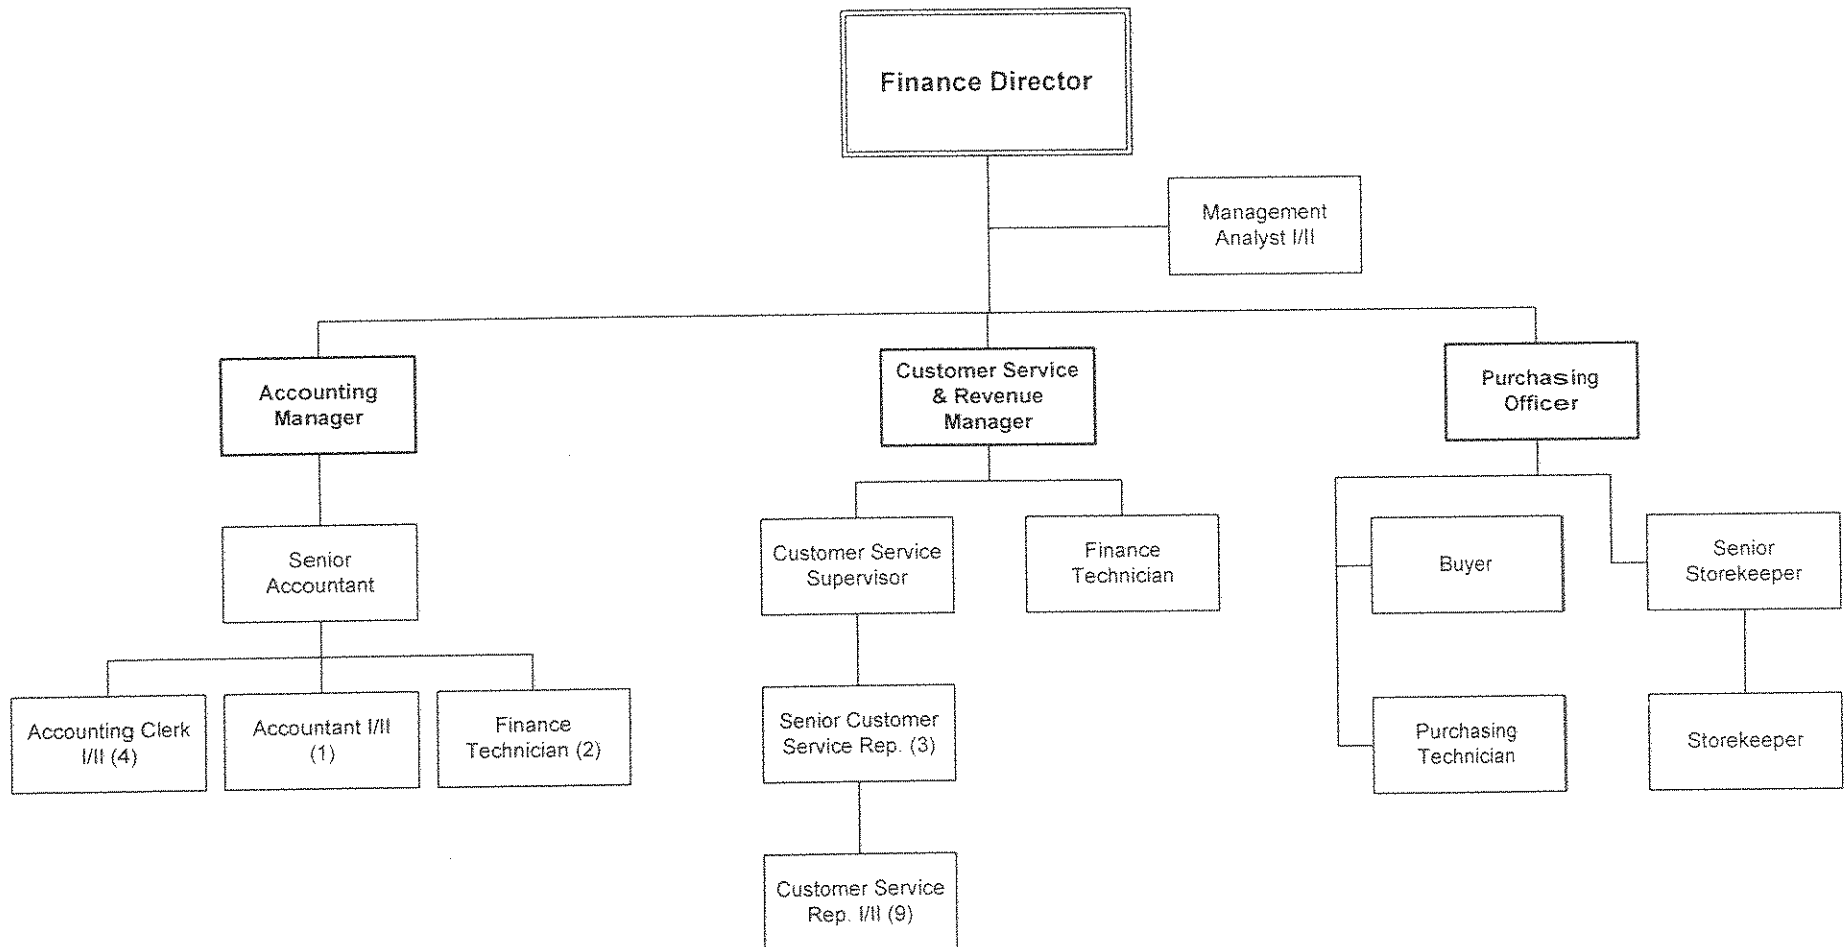 Finance Director
Management
Analyst I/II
Accounting
Manager
Customer Service
& Revenue
Manager
Purchasing
Officer
Senior
Accountant
Customer Service
Supervisor
Finance
Technician
Buyer
Senior
Storekeeper
Accounting Clerk
I/II (4)
Accountant I/II
(1)
Finance
Technician (2)
Senior Customer
Service Rep. (3)
Purchasing
Technician
Storekeeper
Customer Service
Rep. I/II (9)